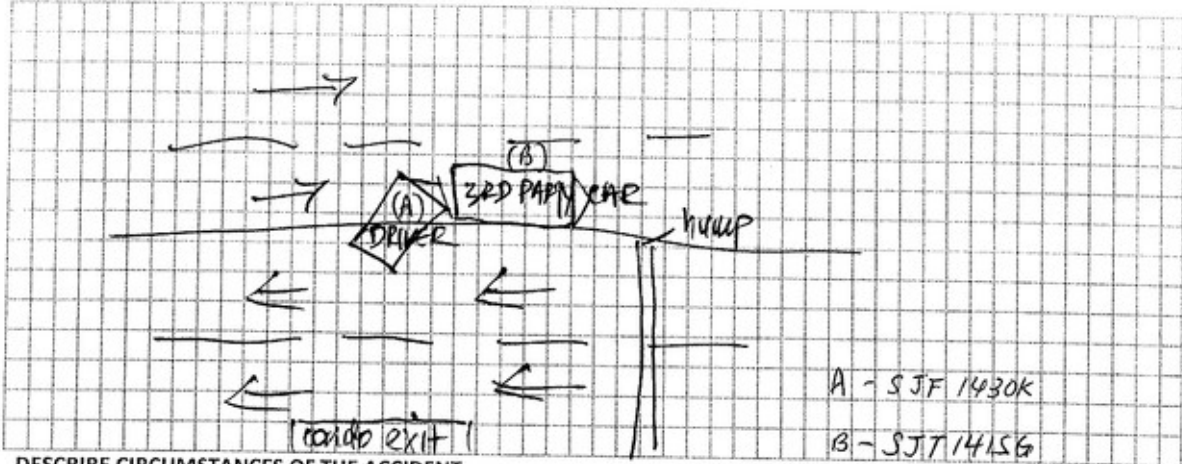 (B)
3RD PARTY CAR
(A)
DRIVER
hump
A - SJF 1430K
condo exit
B - SJT 1415G
DESCRIBE CIRCUMSTANCES OF THE ACCIDENT